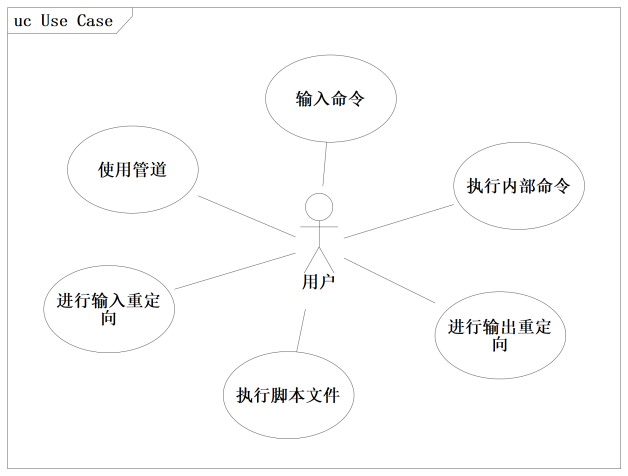 uc Use Case
输入命令
使用管道
执行内部命令
用户
进行输入重定
向
进行输出重定
向
执行脚本文件